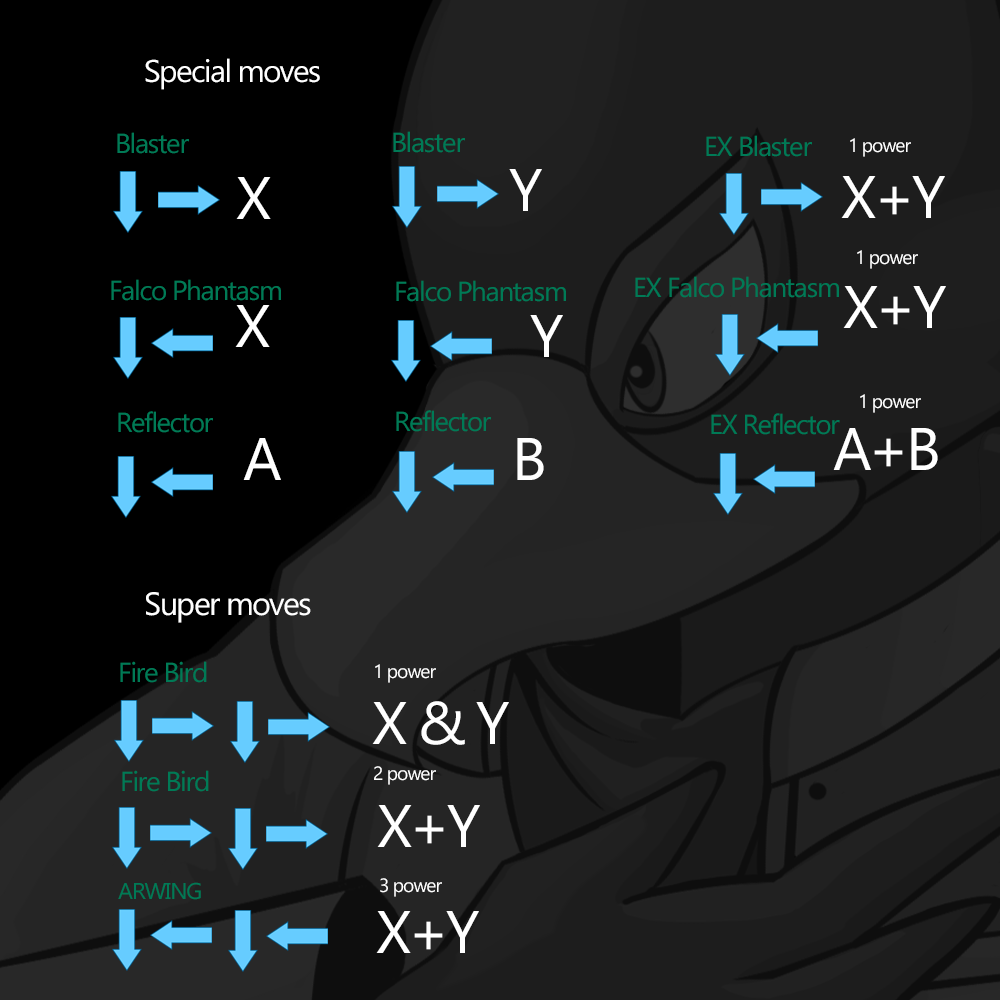 Special moves
Blaster
X
Blaster
Y
EX Blaster
1 power
X+Y
Falco Phantasm
X
Falco Phantasm
Y
EX Falco Phantasm
1 power
X+Y
Reflector
A
Reflector
B
EX Reflector
1 power
A+B
Super moves
Fire Bird
1 power
X & Y
Fire Bird
2 power
X+Y
ARWING
3 power
X+Y